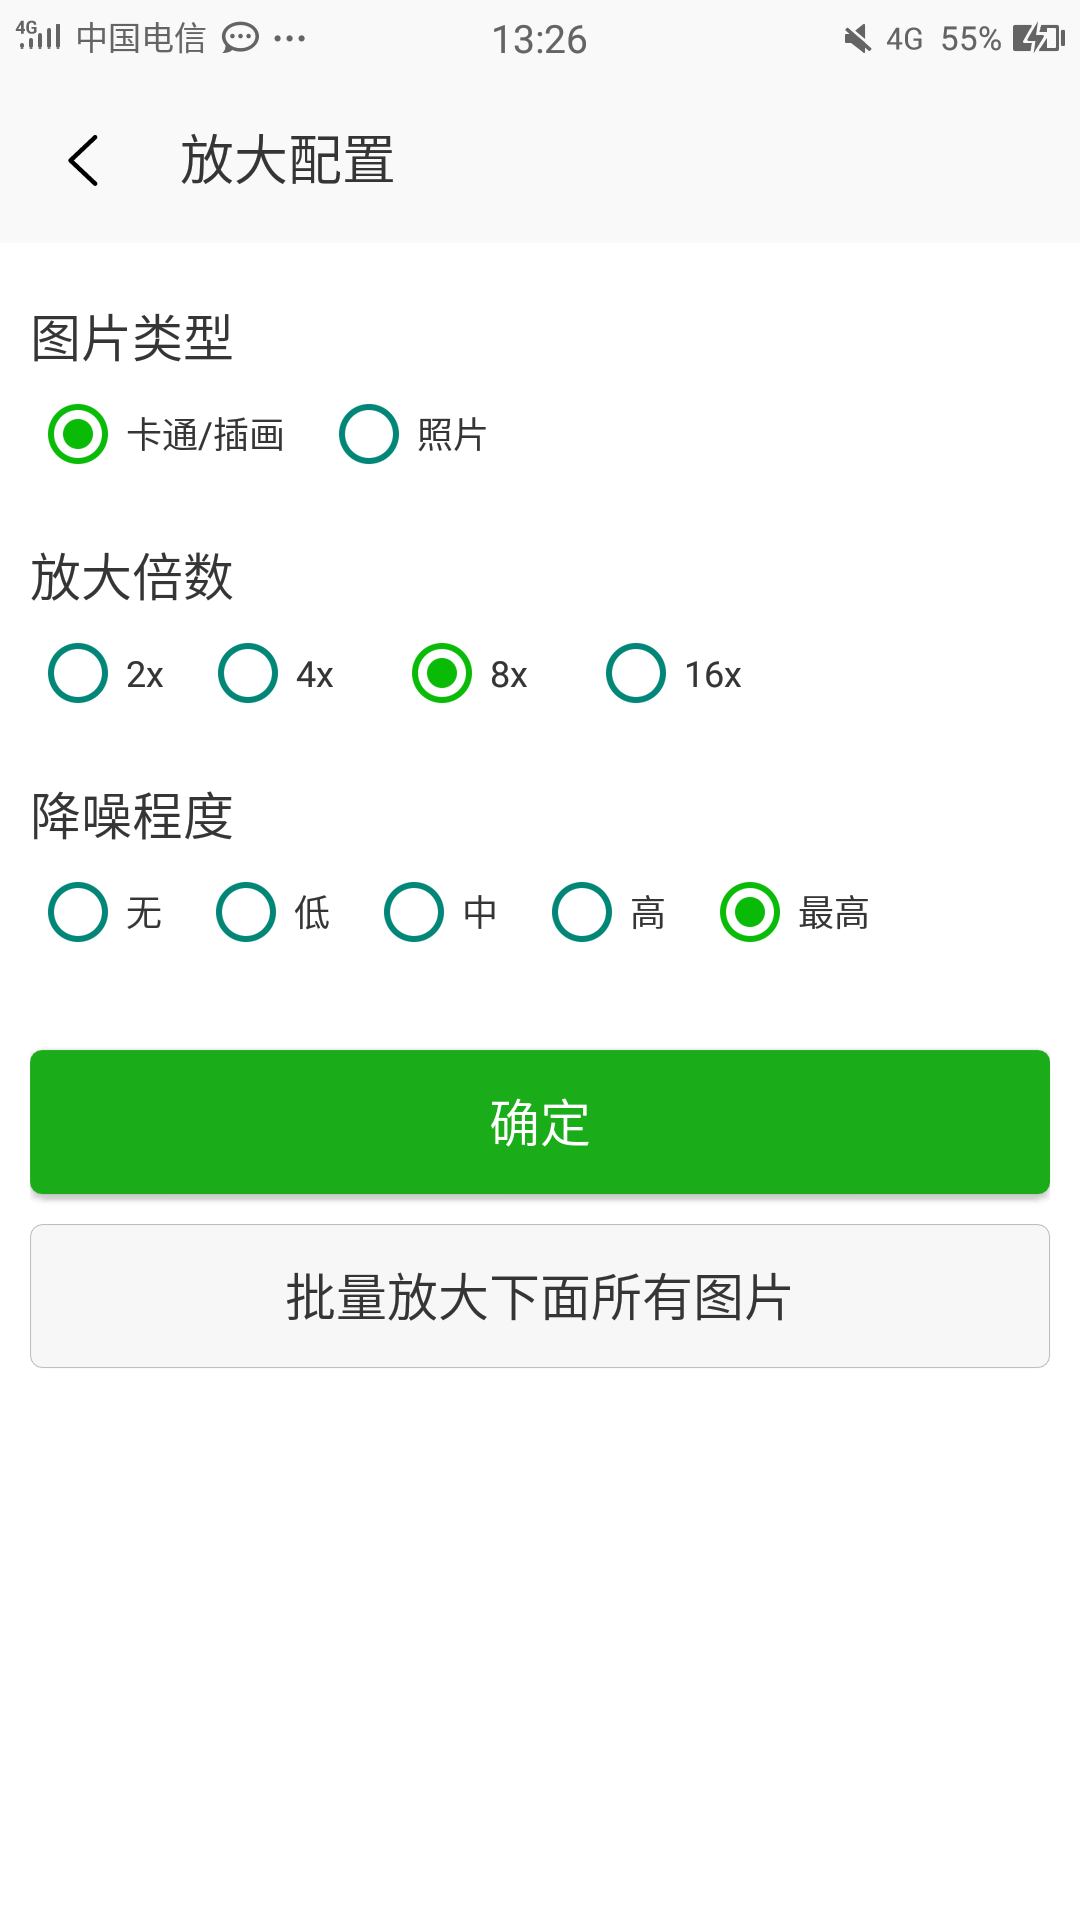 4G 中国电信 ... 13:26 4G 55%
放大配置
图片类型
卡通/插画 照片
放大倍数
2x 4x 8x 16x
降噪程度
无 低 中 高 最高
确定
批量放大下面所有图片